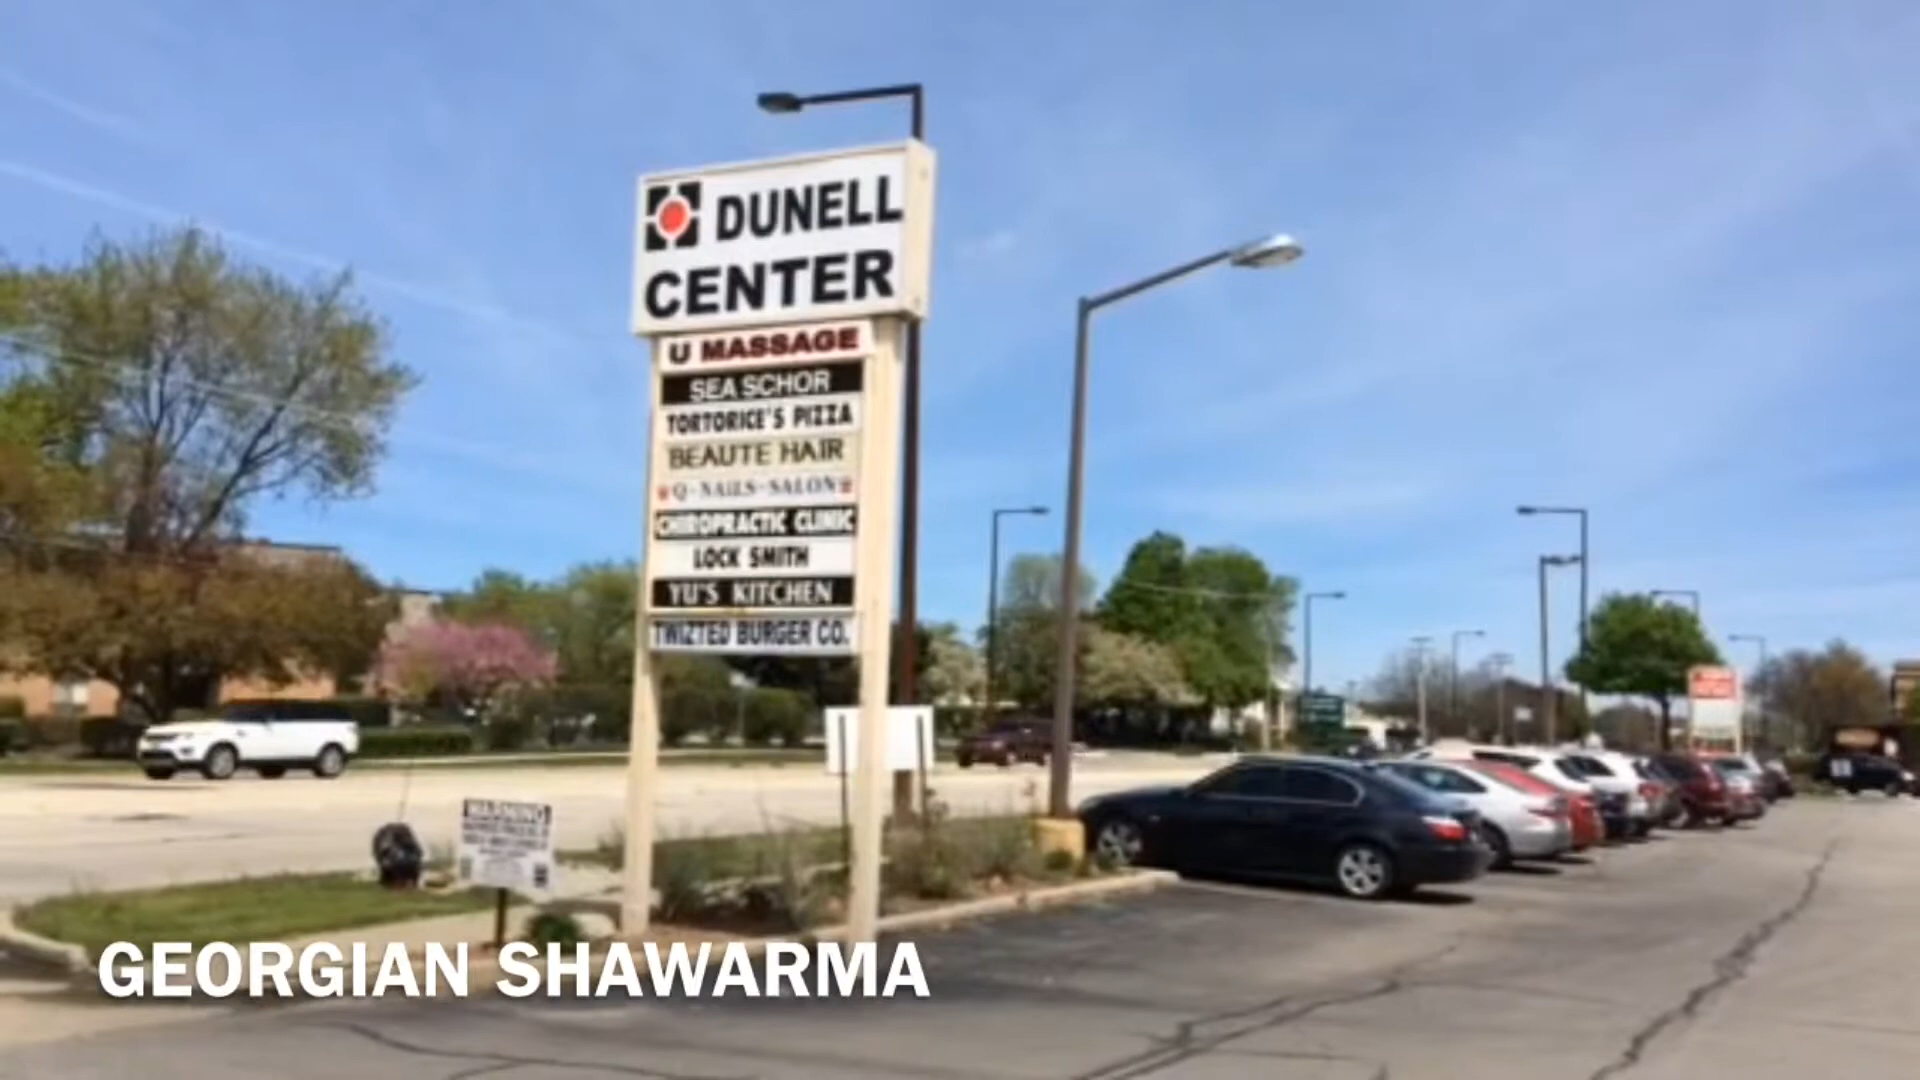 DUNELL
CENTER
U MASSAGE
SEA SCHOR
TORTORICE'S PIZZA
BEAUTE HAIR
Q-NAILS-SALON
CHIROPRACTIC CLINIC
LOCK SMITH
YU'S KITCHEN
TWIZTED BURGER CO.
WARNING
GEORGIAN SHAWARMA